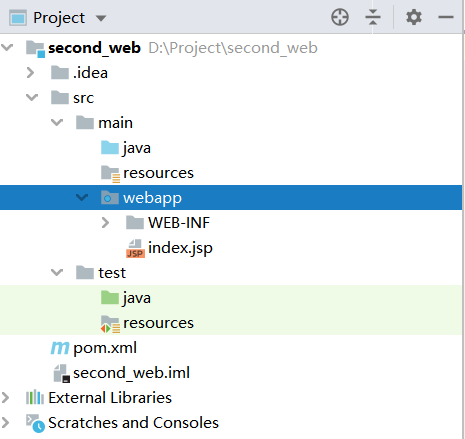 Project
second_web D:\Project\second_web
.idea
src
main
java
resources
webapp
WEB-INF
index.jsp
test
java
resources
pom.xml
second_web.iml
External Libraries
Scratches and Consoles